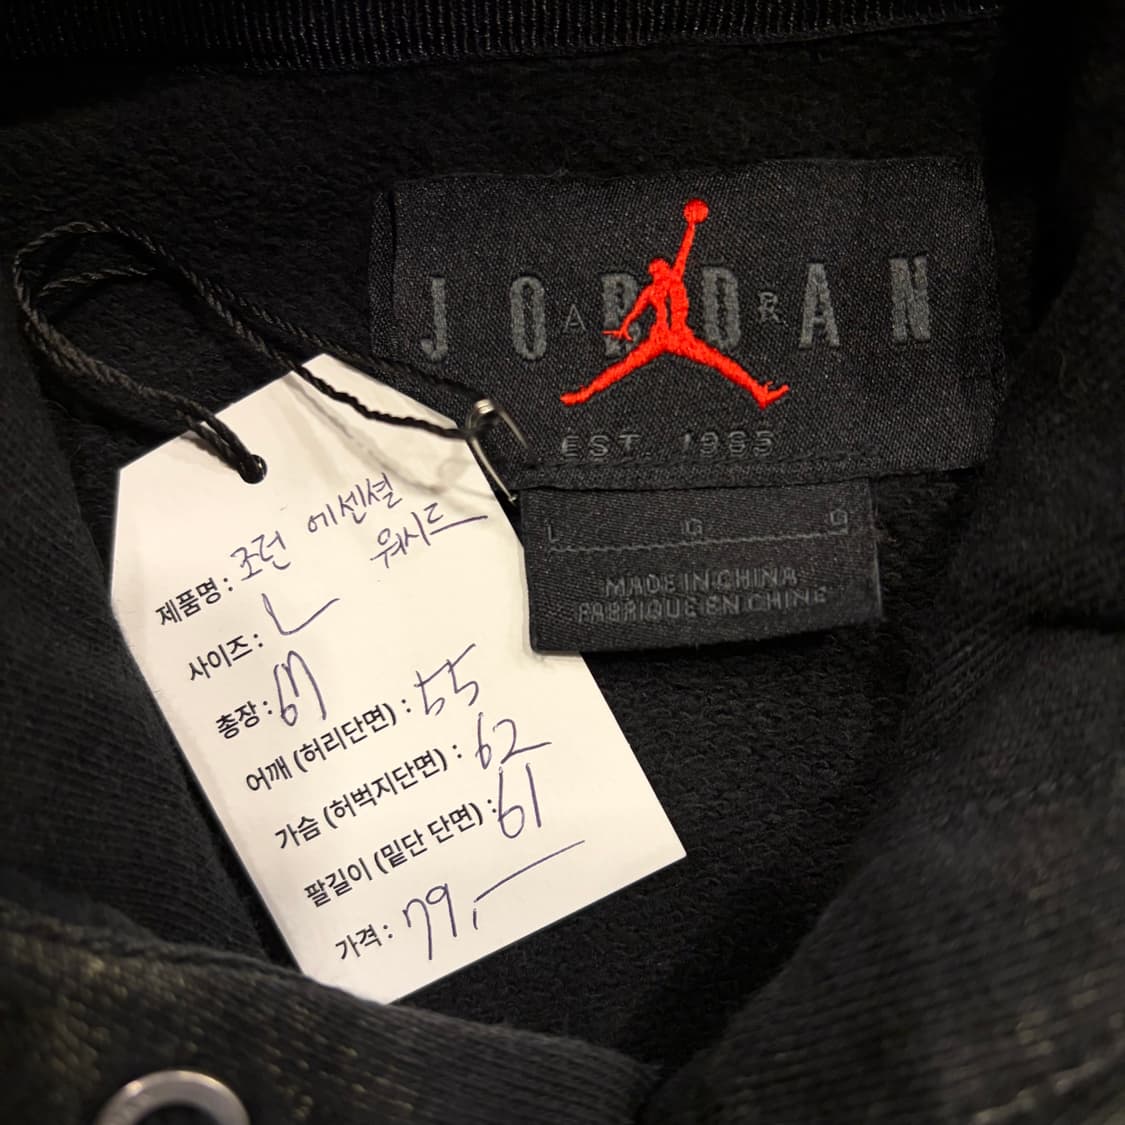 JORDAN
AIR
EST. 1985
L G G
MADE IN CHINA
FABRIQUE EN CHINE
제품명 : 조던 에센셜
워시드
사이즈 : L
총장 : 67
어깨 (허리단면) : 55
가슴 (허벅지단면) : 62
팔길이 (밑단 단면) : 61
가격 : 79,—